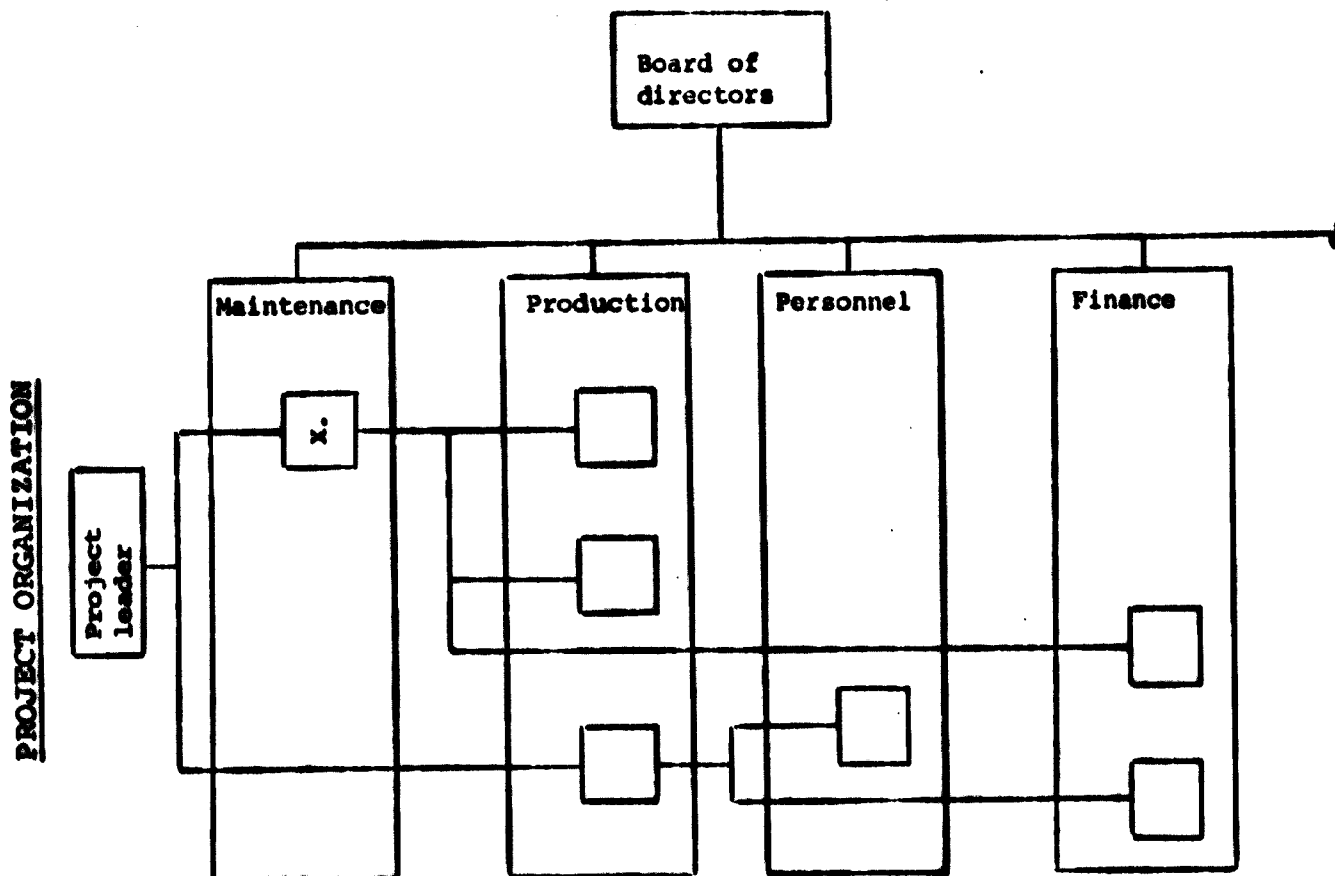 Board of
directors
Maintenance
Production
Personnel
Finance
x.
Project
leader
PROJECT ORGANIZATION